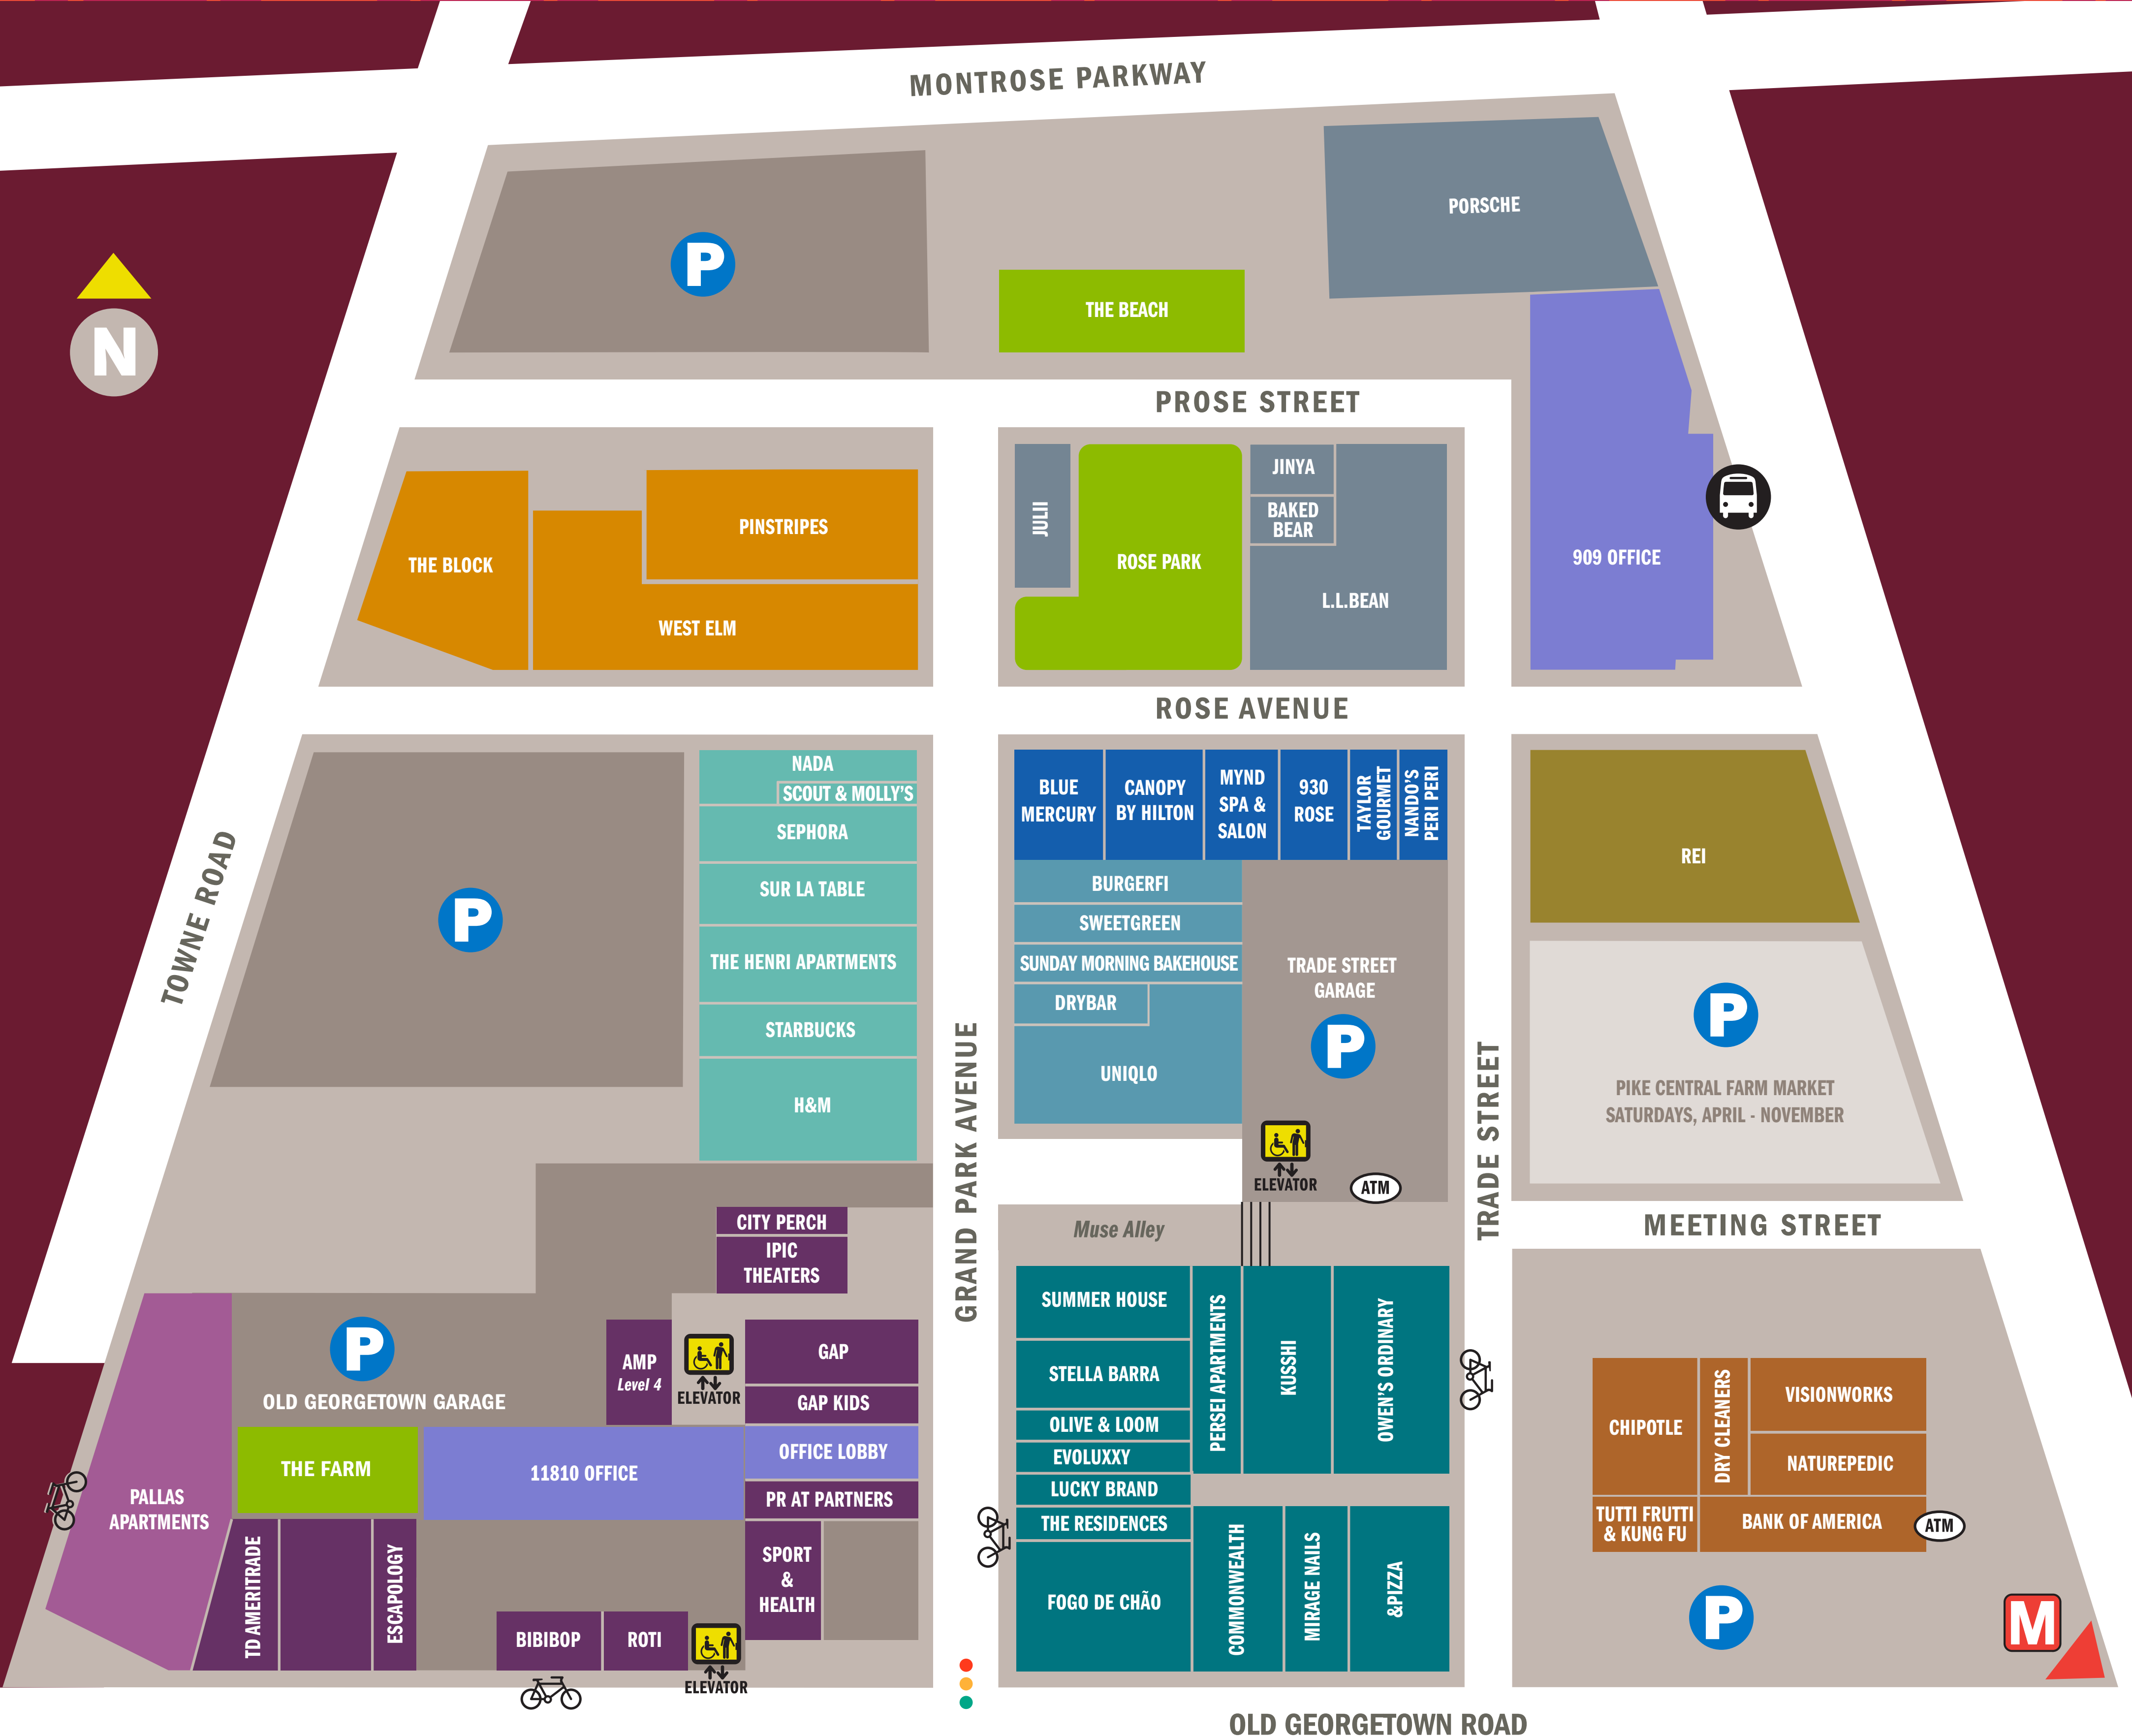 MONTROSE PARKWAY
PORSCHE
P
THE BEACH
N
PROSE STREET
JULII
ROSE PARK
JINYA
BAKED
BEAR
L.L.BEAN
909 OFFICE
THE BLOCK
PINSTRIPES
WEST ELM
ROSE AVENUE
TOWNE ROAD
P
NADA
SCOUT & MOLLY'S
SEPHORA
SUR LA TABLE
THE HENRI APARTMENTS
STARBUCKS
H&M
GRAND PARK AVENUE
BLUE
MERCURY
CANOPY
BY HILTON
MYND
SPA &
SALON
930
ROSE
TAYLOR
GOURMET
NANDO'S
PERI PERI
BURGERFI
SWEETGREEN
SUNDAY MORNING BAKEHOUSE
DRYBAR
UNIQLO
TRADE STREET
GARAGE
P
ELEVATOR
ATM
TRADE STREET
REI
P
PIKE CENTRAL FARM MARKET
SATURDAYS, APRIL - NOVEMBER
MEETING STREET
Muse Alley
CITY PERCH
IPIC
THEATERS
P
OLD GEORGETOWN GARAGE
AMP
Level 4
ELEVATOR
GAP
GAP KIDS
OFFICE LOBBY
PR AT PARTNERS
SPORT
&
HEALTH
THE FARM
11810 OFFICE
PALLAS
APARTMENTS
TD AMERITRADE
ESCAPOLOGY
BIBIBOP
ROTI
ELEVATOR
SUMMER HOUSE
STELLA BARRA
OLIVE & LOOM
EVOLUXXY
LUCKY BRAND
THE RESIDENCES
FOGO DE CHÃO
PERSEI APARTMENTS
KUSSHI
OWEN'S ORDINARY
COMMONWEALTH
MIRAGE NAILS
&PIZZA
CHIPOTLE
DRY CLEANERS
VISIONWORKS
NATUREPEDIC
TUTTI FRUTTI
& KUNG FU
BANK OF AMERICA
ATM
P
M
OLD GEORGETOWN ROAD